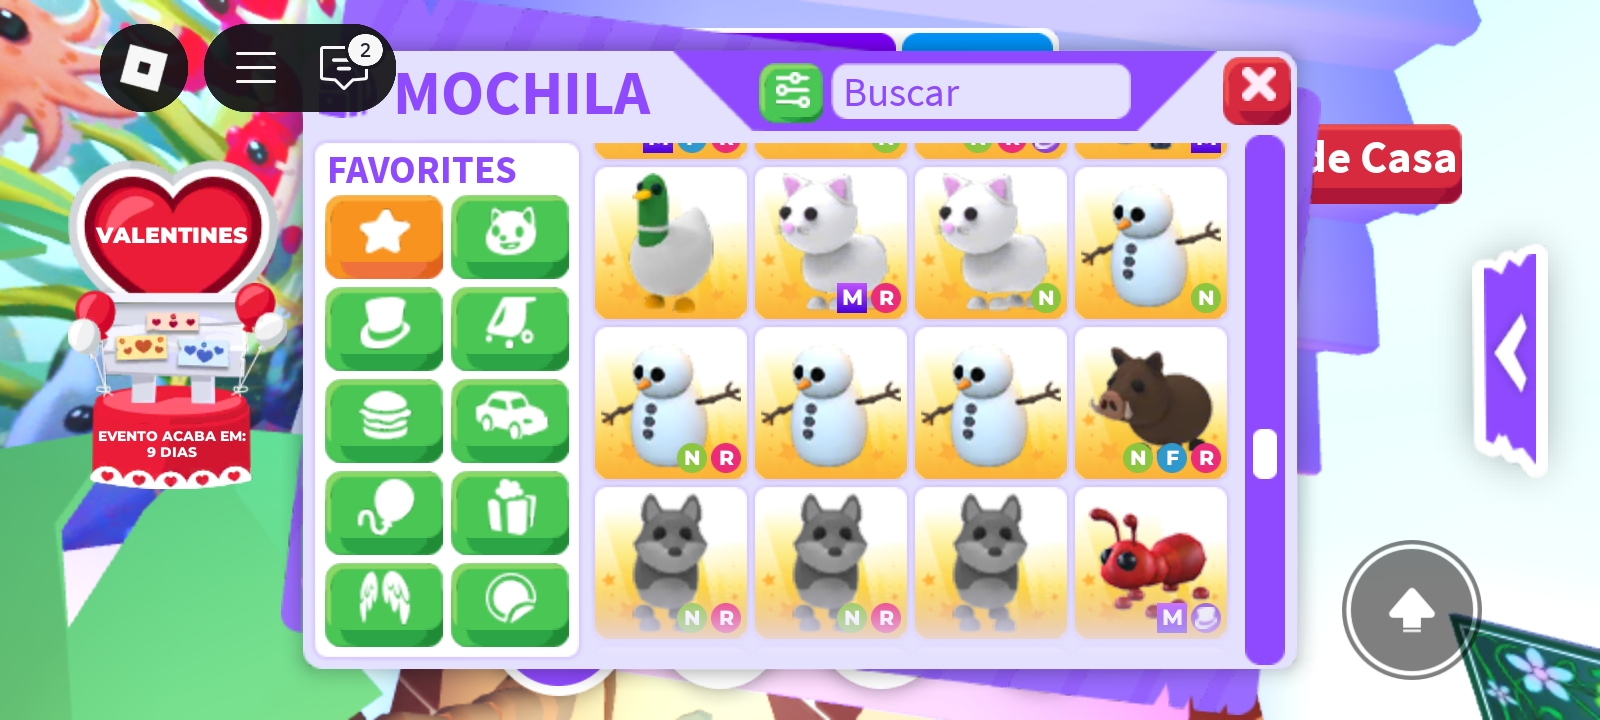 2
MOCHILA
Buscar
de Casa
FAVORITES
VALENTINES
EVENTO ACABA EM:
9 DIAS
M R
N
N
N R
N F R
N R
N R
M